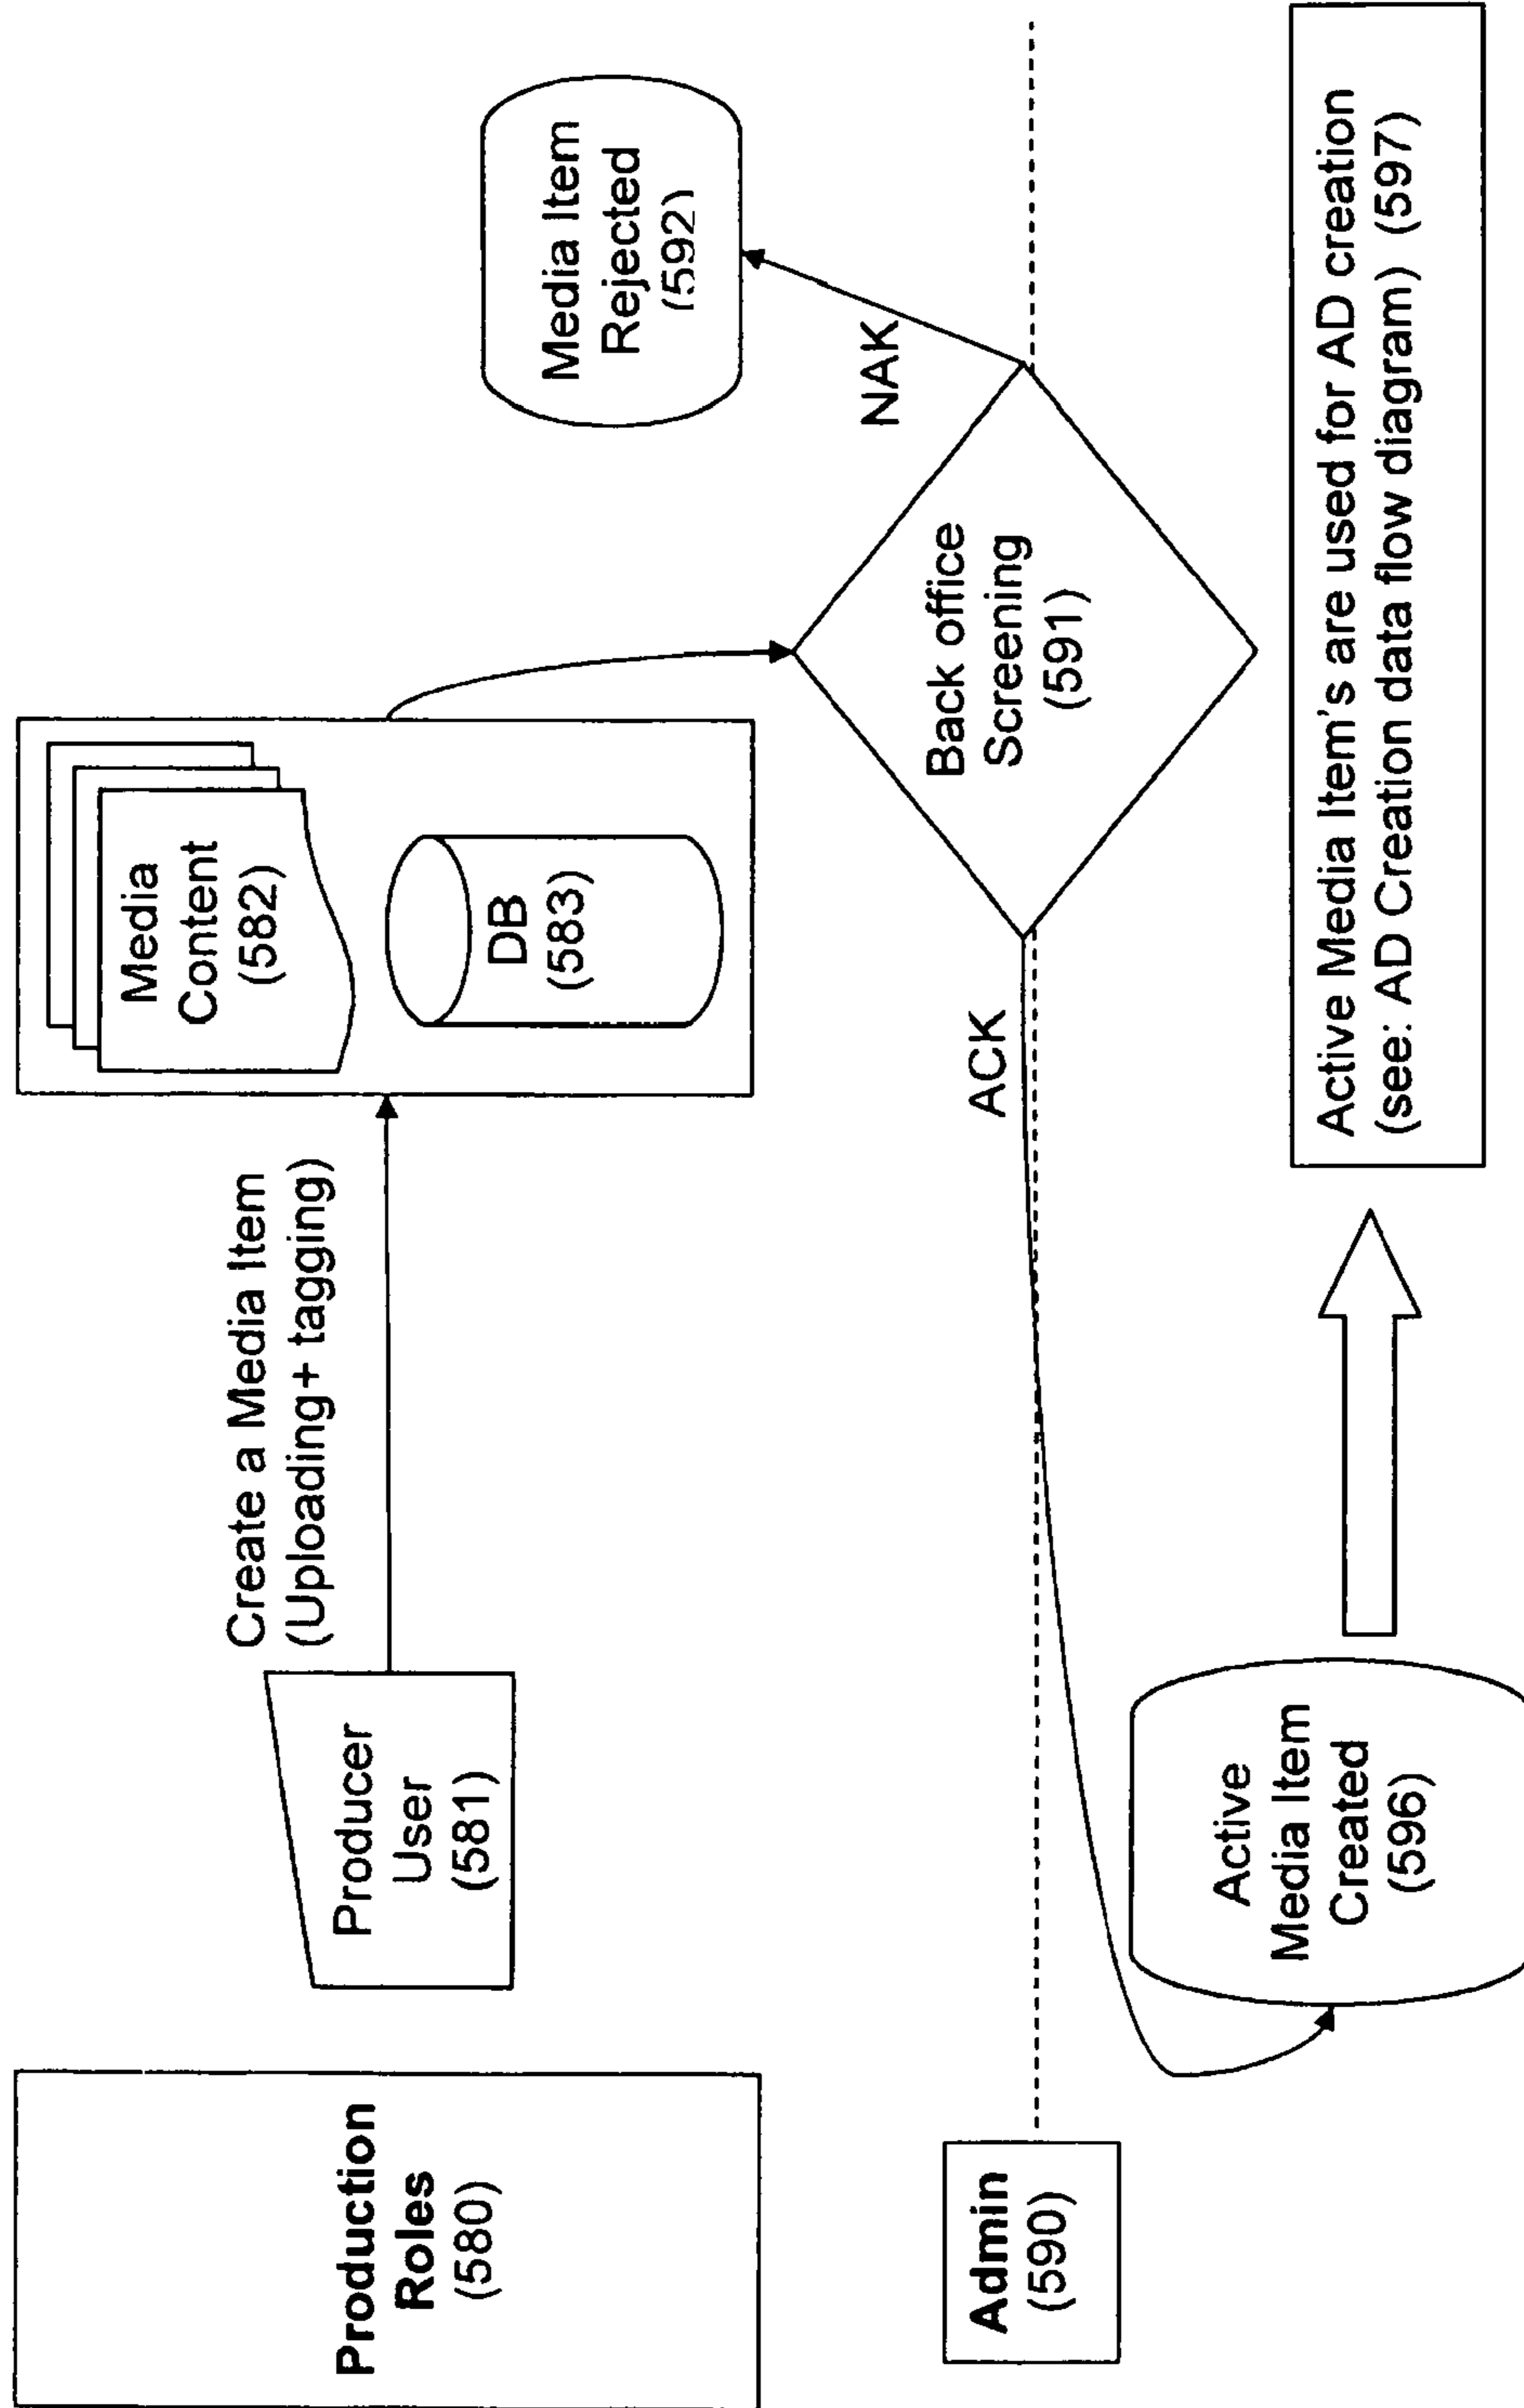 Production
Roles
(580)
Producer
User
(581)
Create a Media Item
(Uploading+ tagging)
Media
Content
(582)
DB
(583)
Media Item
Rejected
(592)
NAK
Admin
(590)
ACK
Back office
Screening
(591)
Active
Media Item
Created
(596)
Active Media Item's are used for AD creation
(see: AD Creation data flow diagram) (597)